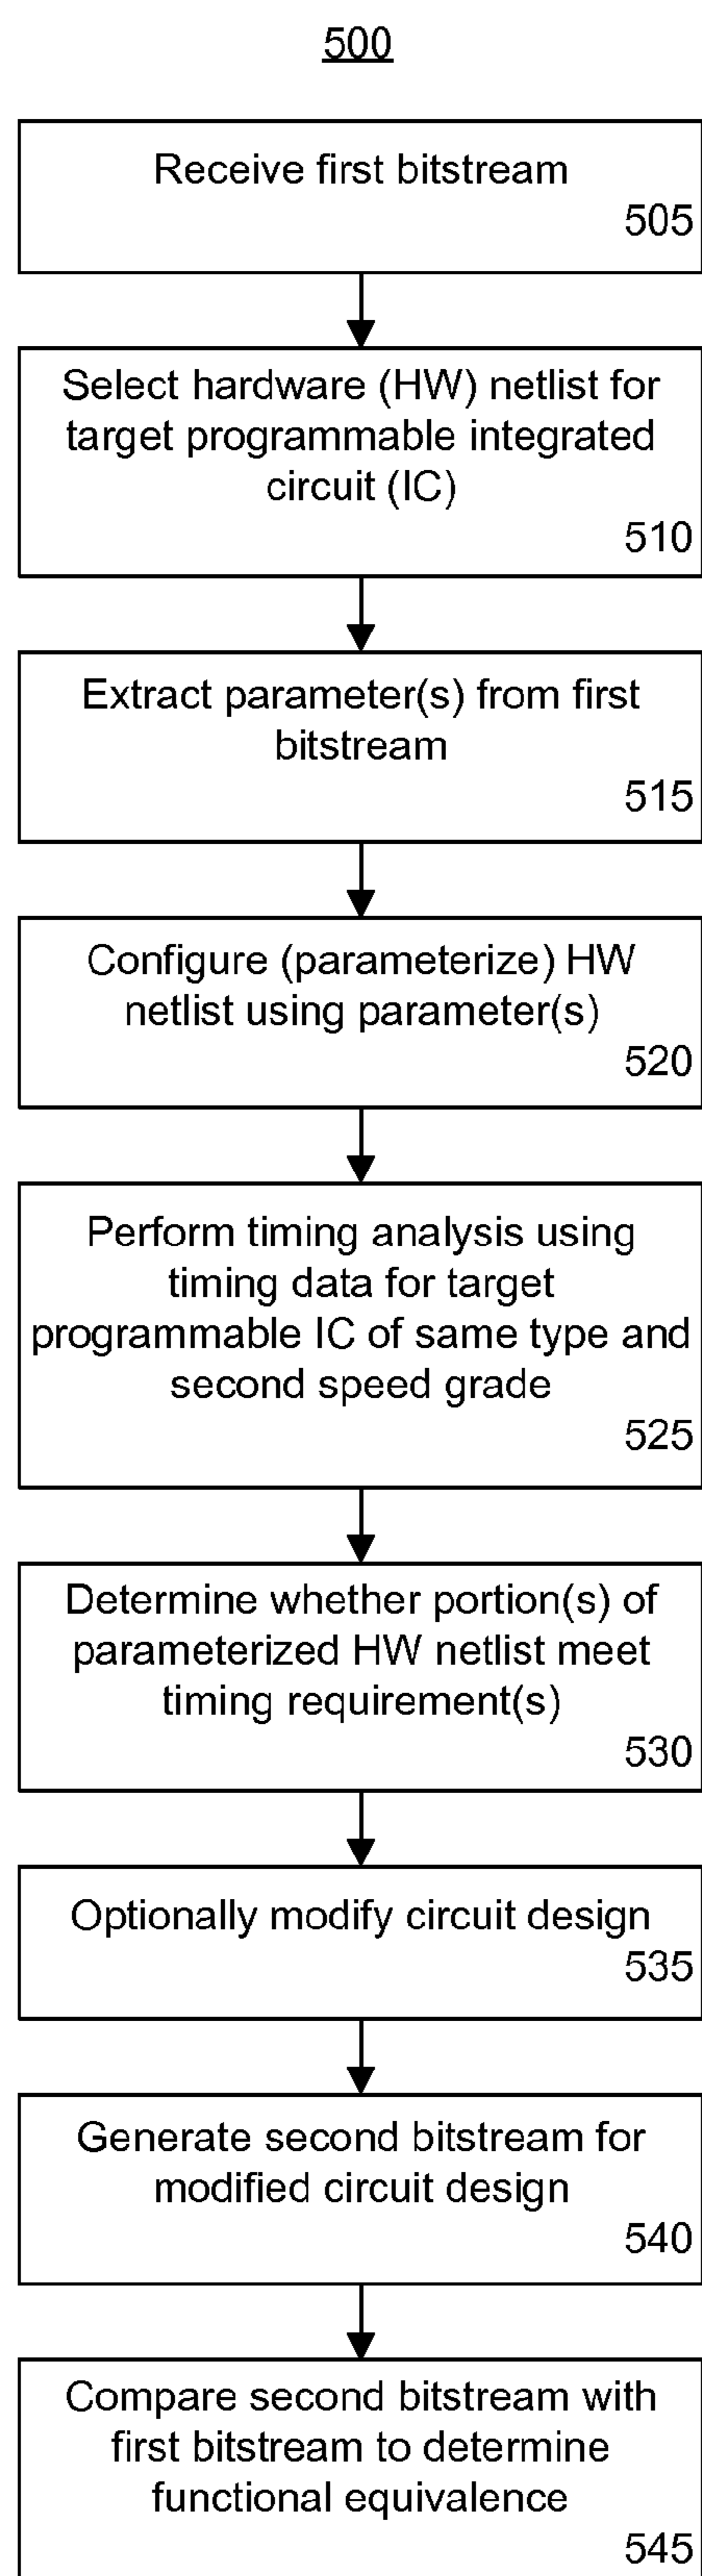 500
Receive first bitstream
505
Select hardware (HW) netlist for
target programmable integrated
circuit (IC)
510
Extract parameter(s) from first
bitstream
515
Configure (parameterize) HW
netlist using parameter(s)
520
Perform timing analysis using
timing data for target
programmable IC of same type and
second speed grade
525
Determine whether portion(s) of
parameterized HW netlist meet
timing requirement(s)
530
Optionally modify circuit design
535
Generate second bitstream for
modified circuit design
540
Compare second bitstream with
first bitstream to determine
functional equivalence
545